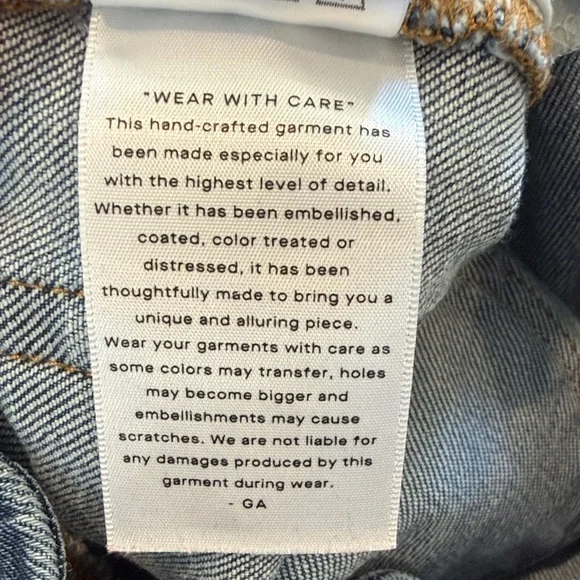 "WEAR WITH CARE"
This hand-crafted garment has
been made especially for you
with the highest level of detail.
Whether it has been embellished,
coated, color treated or
distressed, it has been
thoughtfully made to bring you a
unique and alluring piece.
Wear your garments with care as
some colors may transfer, holes
may become bigger and
embellishments may cause
scratches. We are not liable for
any damages produced by this
garment during wear.
- GA